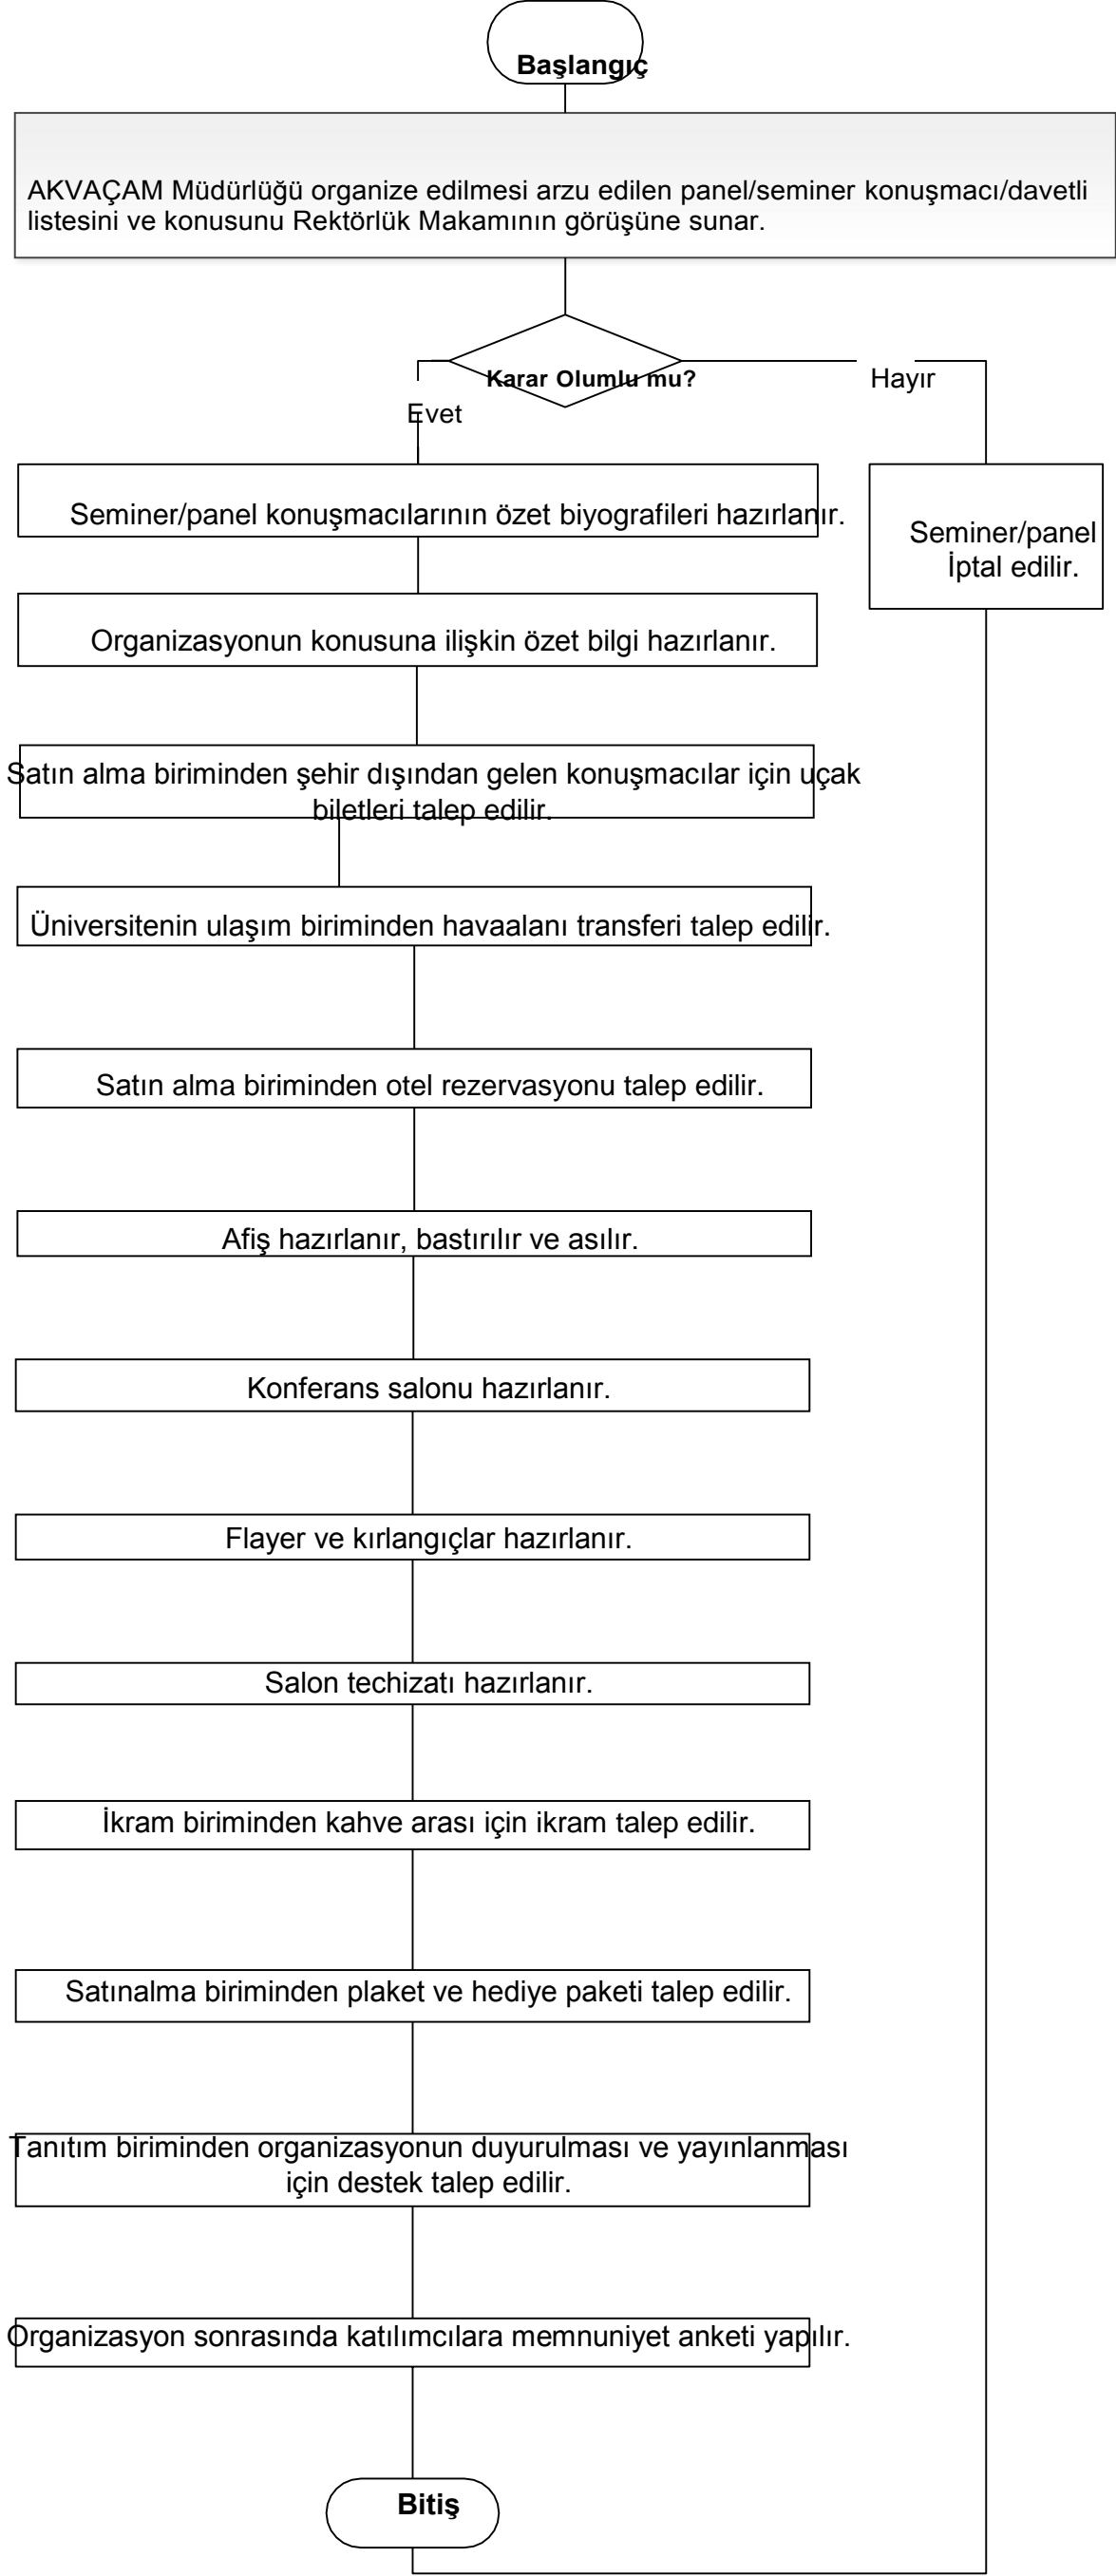 Başlangıç
AKVAÇAM Müdürlüğü organize edilmesi arzu edilen panel/seminer konuşmacı/davetli
listesini ve konusunu Rektörlük Makamının görüşüne sunar.
Karar Olumlu mu?
Hayır
Evet
Seminer/panel konuşmacılarının özet biyografileri hazırlanır.
Seminer/panel
İptal edilir.
Organizasyonun konusuna ilişkin özet bilgi hazırlanır.
Satın alma biriminden şehir dışından gelen konuşmacılar için uçak
biletleri talep edilir.
Üniversitenin ulaşım biriminden havaalanı transferi talep edilir.
Satın alma biriminden otel rezervasyonu talep edilir.
Afiş hazırlanır, bastırılır ve asılır.
Konferans salonu hazırlanır.
Flayer ve kırlangıçlar hazırlanır.
Salon techizatı hazırlanır.
İkram biriminden kahve arası için ikram talep edilir.
Satınalma biriminden plaket ve hediye paketi talep edilir.
Tanıtım biriminden organizasyonun duyurulması ve yayınlanması
için destek talep edilir.
Organizasyon sonrasında katılımcılara memnuniyet anketi yapılır.
Bitiş